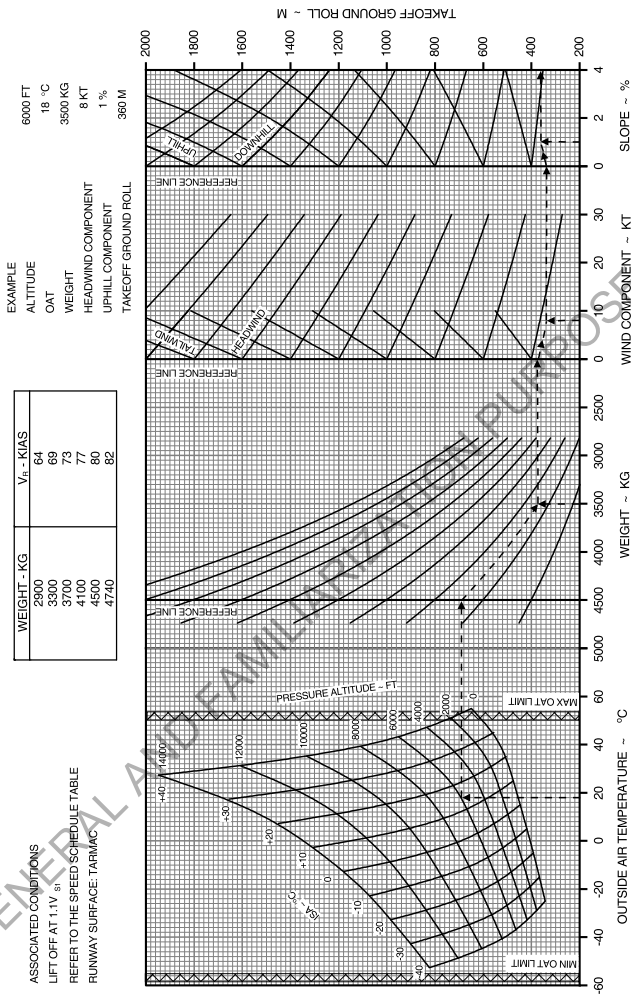 ASSOCIATED CONDITIONS
LIFT OFF AT 1.1V S1
REFER TO THE SPEED SCHEDULE TABLE
RUNWAY SURFACE: TARMAC
WEIGHT - KG VR - KIAS
2900 64
3300 69
3700 73
4100 77
4500 80
4740 82
EXAMPLE
ALTITUDE 6000 FT
OAT 18 °C
WEIGHT 3500 KG
HEADWIND COMPONENT 8 KT
UPHILL COMPONENT 1 %
TAKEOFF GROUND ROLL 360 M
MIN OAT LIMIT
MAX OAT LIMIT
ISA ~ °C
-40
-30
-20
-10
0
+10
+20
+30
+40
PRESSURE ALTITUDE ~ FT
14000
12000
10000
8000
6000
4000
2000
0
REFERENCE LINE
REFERENCE LINE
TAILWIND
HEADWIND
REFERENCE LINE
UPHILL
DOWNHILL
2000
1800
1600
1400
1200
1000
800
600
400
200
TAKEOFF GROUND ROLL ~ M
-60 -40 -20 0 20 40 60
OUTSIDE AIR TEMPERATURE ~ °C
5000 4500 4000 3500 3000 2500
WEIGHT ~ KG
0 10 20 30
WIND COMPONENT ~ KT
0 2 4
SLOPE ~ %
GENERAL AND FAMILIARIZATION PURPOSE